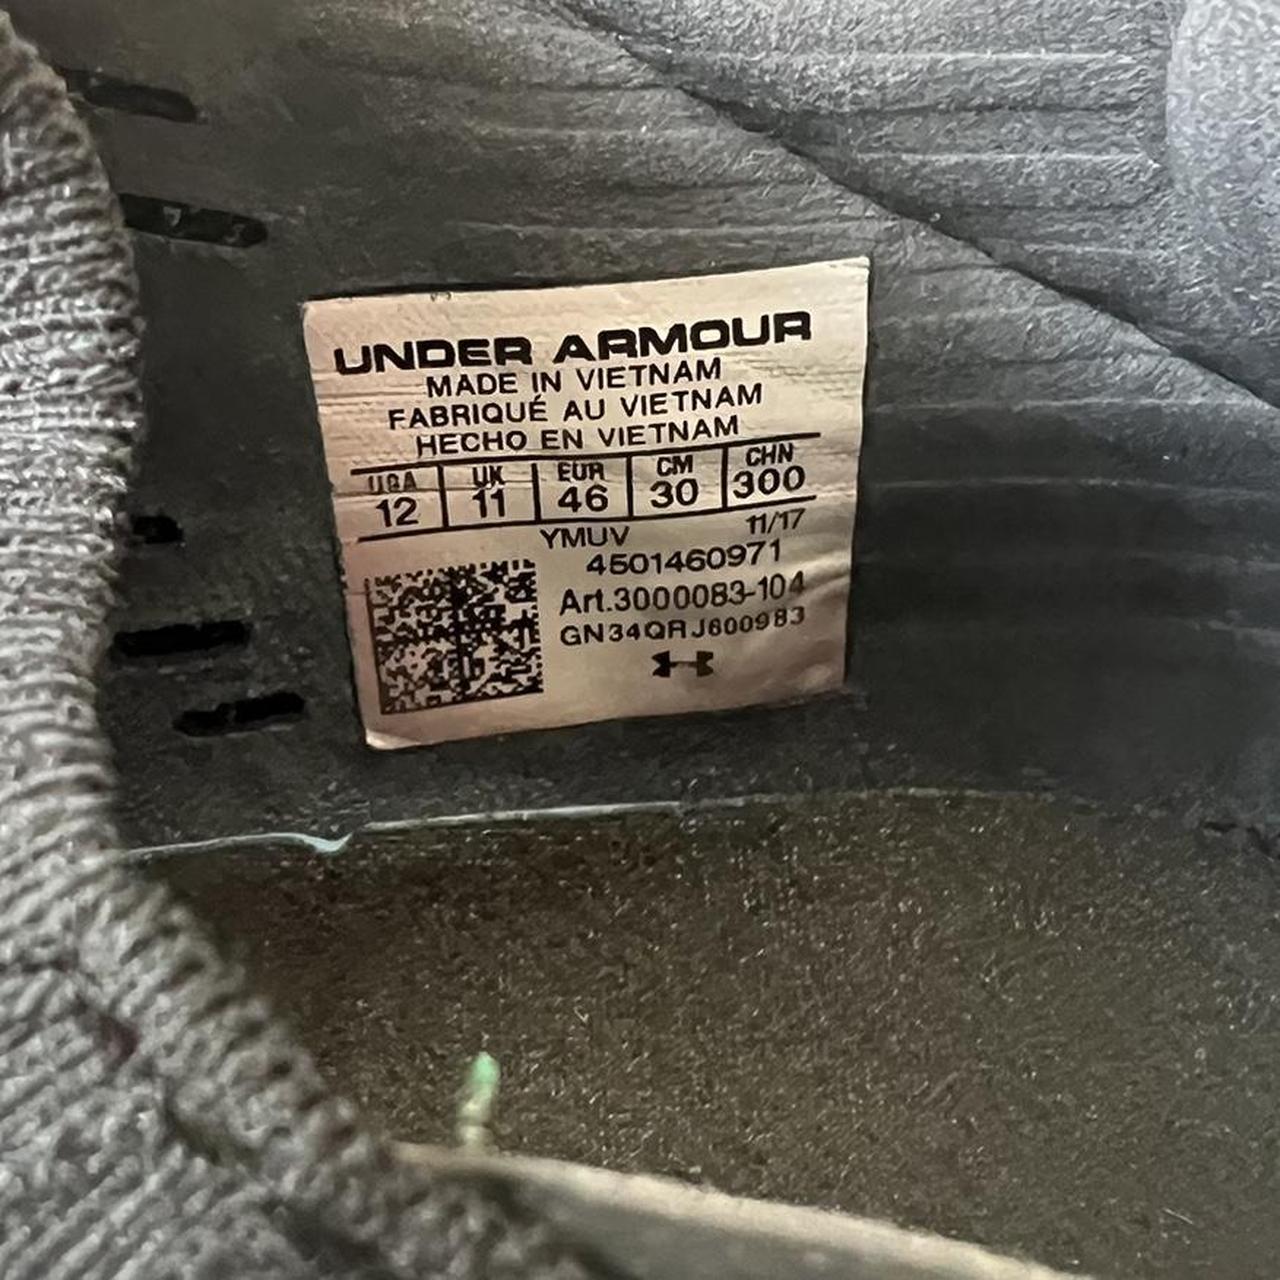 UNDER ARMOUR
MADE IN VIETNAM
FABRIQUÉ AU VIETNAM
HECHO EN VIETNAM
USA UK EUR CM CHN
12 11 46 30 300
YMUV 11/17
4501460971
Art.3000083-104
GN34QRJ600983